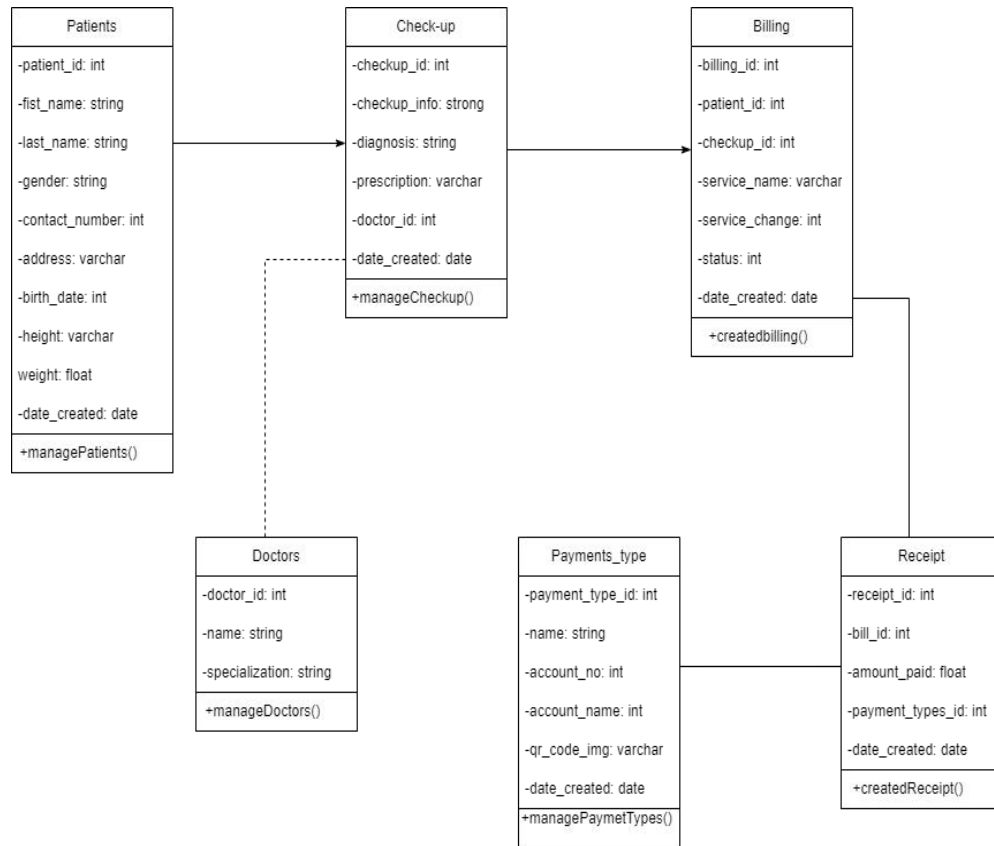 Patients
-patient_id: int
-fist_name: string
-last_name: string
-gender: string
-contact_number: int
-address: varchar
-birth_date: int
-height: varchar
weight: float
-date_created: date
+managePatients()
Check-up
-checkup_id: int
-checkup_info: strong
-diagnosis: string
-prescription: varchar
-doctor_id: int
-date_created: date
+manageCheckup()
Billing
-billing_id: int
-patient_id: int
-checkup_id: int
-service_name: varchar
-service_change: int
-status: int
-date_created: date
+createdbilling()
Doctors
-doctor_id: int
-name: string
-specialization: string
+manageDoctors()
Payments_type
-payment_type_id: int
-name: string
-account_no: int
-account_name: int
-qr_code_img: varchar
-date_created: date
+managePaymetTypes()
Receipt
-receipt_id: int
-bill_id: int
-amount_paid: float
-payment_types_id: int
-date_created: date
+createdReceipt()